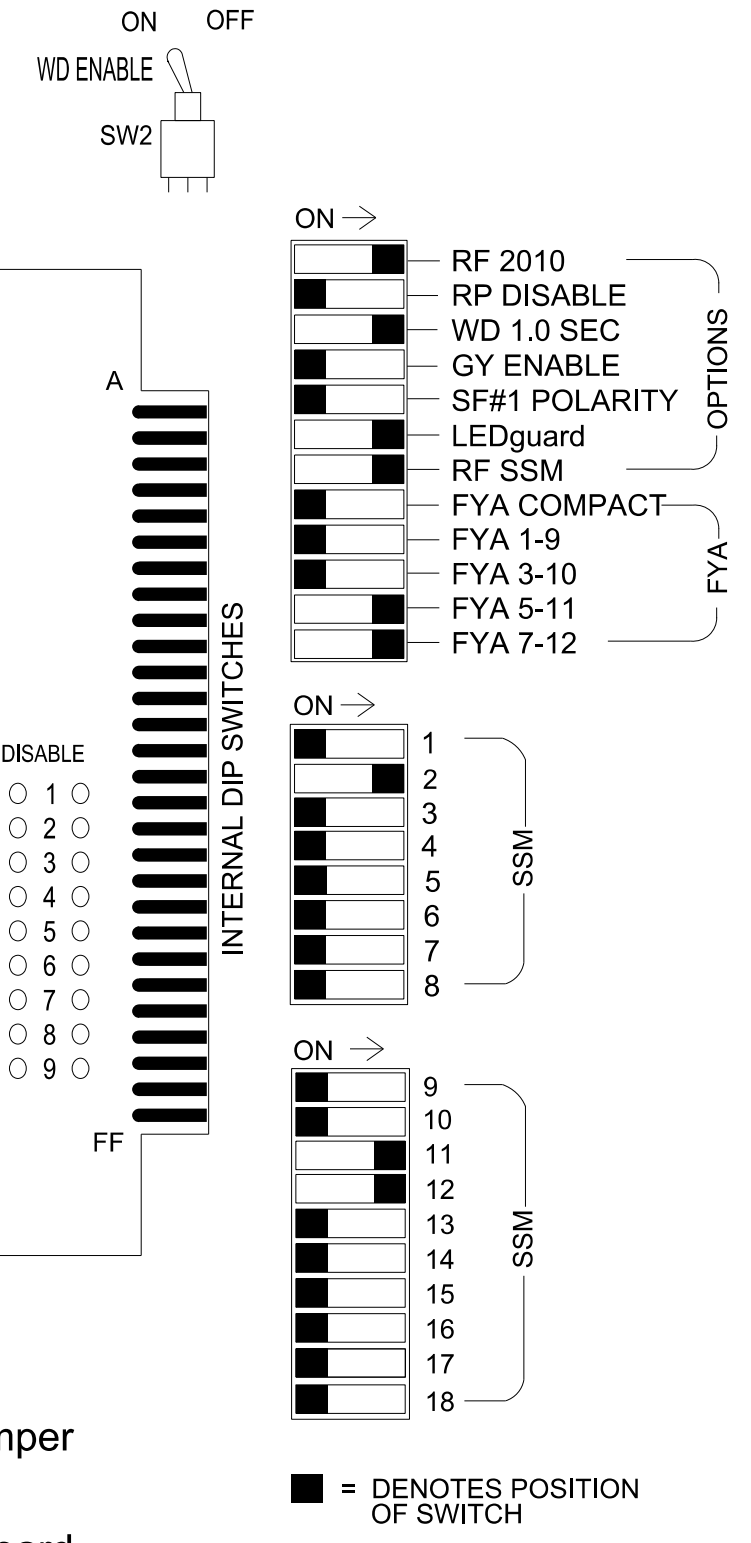 ON OFF
WD ENABLE
SW2
ON →
RF 2010
RP DISABLE
WD 1.0 SEC
GY ENABLE
SF#1 POLARITY
LEDguard
RF SSM
OPTIONS
FYA COMPACT
FYA 1-9
FYA 3-10
FYA 5-11
FYA 7-12
FYA
A
FF
INTERNAL DIP SWITCHES
DISABLE
1
2
3
4
5
6
7
8
9
ON →
1
2
3
4
5
6
7
8
SSM
ON →
9
10
11
12
13
14
15
16
17
18
SSM
mper
= DENOTES POSITION
OF SWITCH